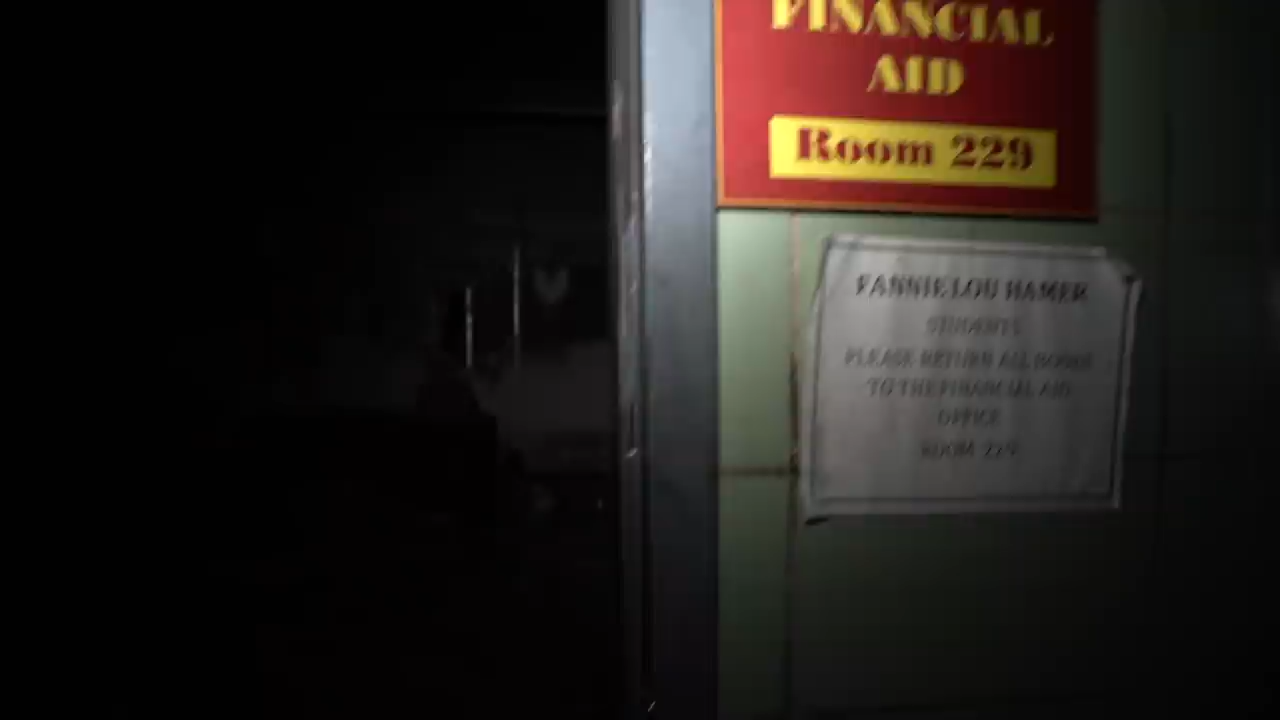 FINANCIAL
AID
Room 229
FANNIE LOU HAMER
STUDENTS
PLEASE RETURN ALL BOOKS
TO THE FINANCIAL AID
OFFICE
ROOM 229